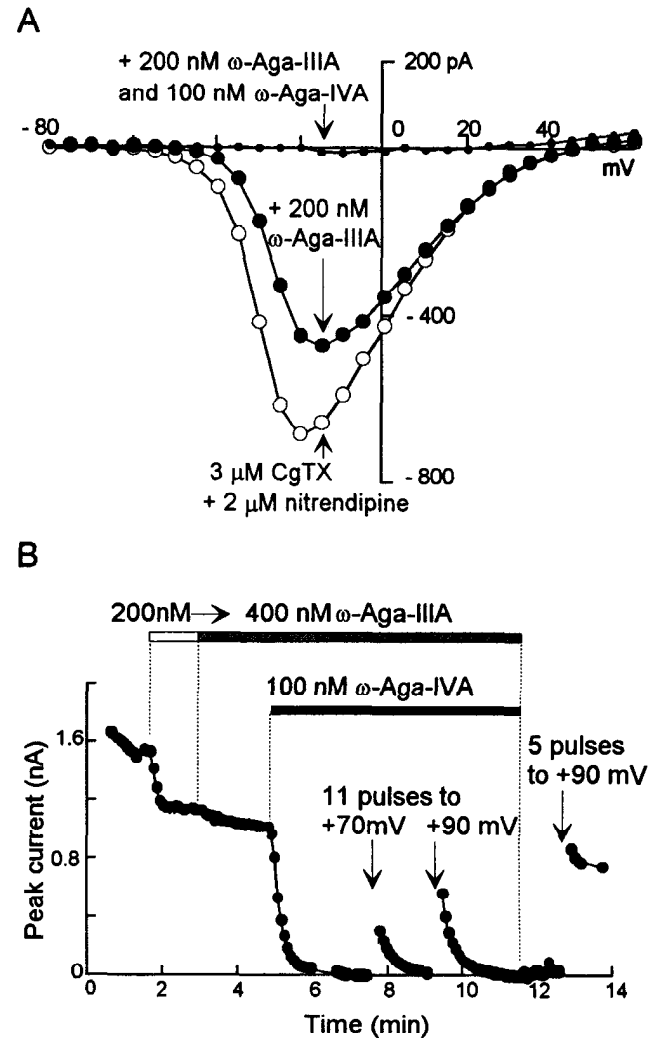 A
+ 200 nM ω-Aga-IIIA
and 100 nM ω-Aga-IVA
200 pA
- 80
0
20
40
mV
+ 200 nM
ω-Aga-IIIA
- 400
3 μM CgTX
+ 2 μM nitrendipine
- 800
B
200nM
400 nM ω-Aga-IIIA
100 nM ω-Aga-IVA
5 pulses
to +90 mV
11 pulses to
+70mV
+90 mV
Peak current (nA)
1.6
0.8
0
0
2
4
6
8
10
12
14
Time (min)